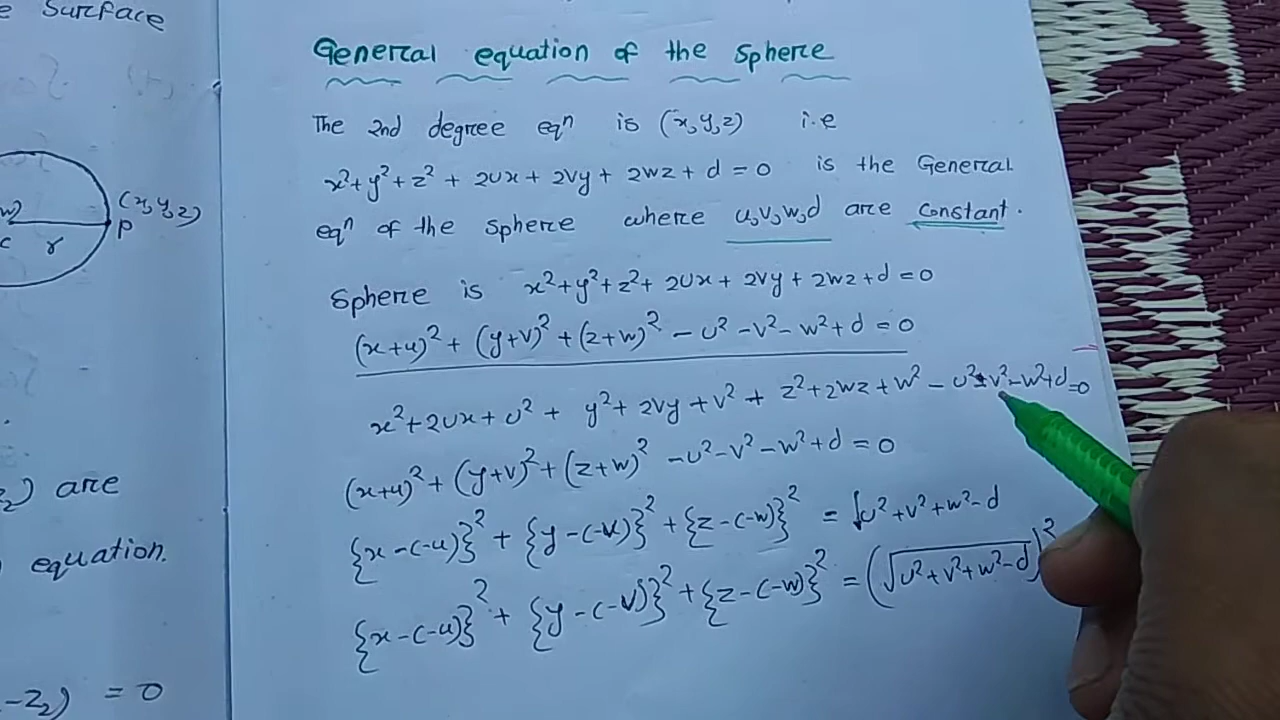 e Surface
General equation of the sphere
The 2nd degree eqⁿ is (x,y,z) i.e
x²+y²+z² + 2ux + 2vy + 2wz + d = 0 is the General
(x,y,z)
eqⁿ of the sphere where u,v,w,d are constant.
P
c r
sphere is x²+y²+z²+ 2ux + 2vy + 2wz +d = 0
(x+u)² + (y+v)² + (z+w)² - u² - v² - w² + d = 0
x²+2ux + u² + y²+ 2vy + v² + z²+2wz + w² - u² - v² - w²+d=0
(x+u)² + (y+v)² + (z+w)² - u² - v² - w² + d = 0
z₂) are
{x-(-u)}² + {y-(-v)}² + {z-(-w)}² = √u²+v²+w²-d
equation.
{x-(-u)}² + {y-(-v)}² + {z-(-w)}² = (√u²+v²+w²-d)²
-z₂) = 0